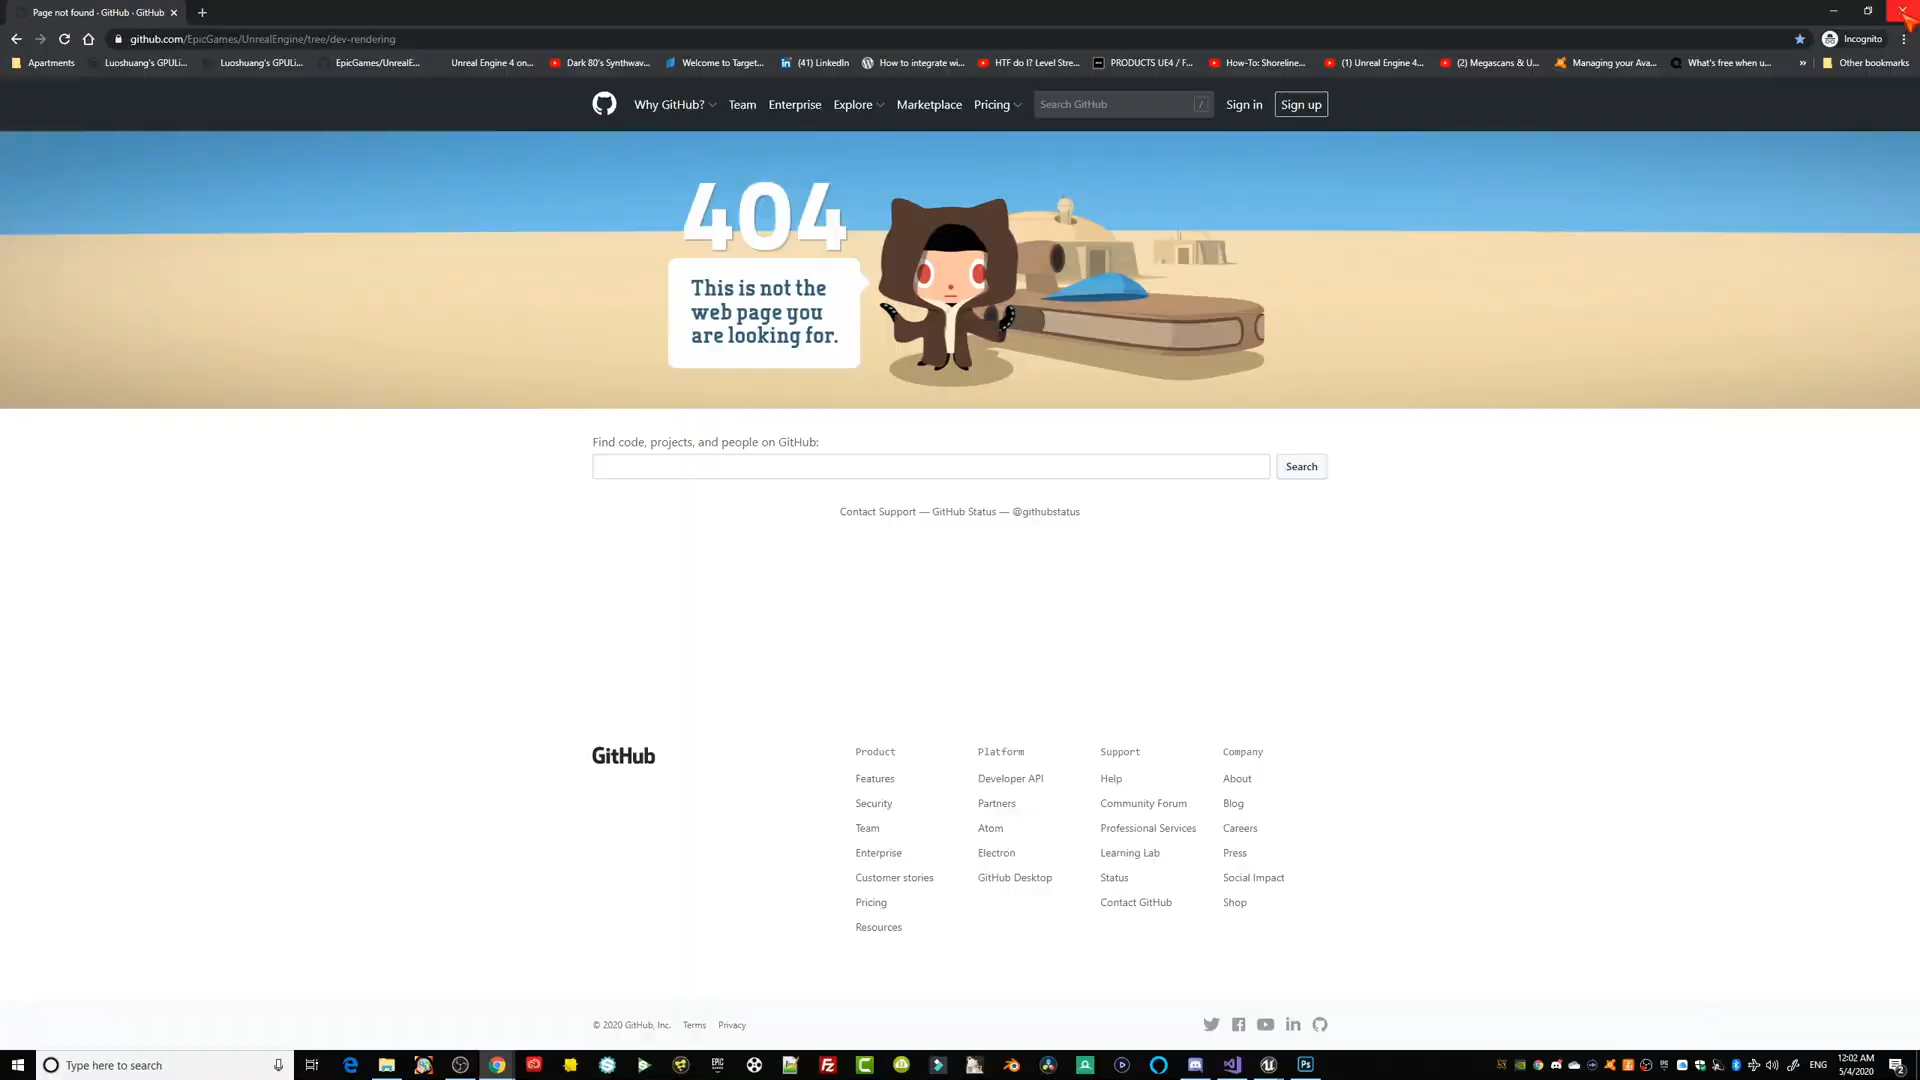 Page not found · GitHub · GitHub
github.com/EpicGames/UnrealEngine/tree/dev-rendering
Incognito
Apartments
Luoshuang's GPULi...
Luoshuang's GPULi...
EpicGames/UnrealE...
Unreal Engine 4 on...
Dark 80's Synthwav...
Welcome to Target...
(41) LinkedIn
How to integrate wi...
HTF do I? Level Stre...
PRODUCTS UE4 / F...
How-To: Shoreline...
(1) Unreal Engine 4...
(2) Megascans & U...
Managing your Ava...
What's free when u...
»
Other bookmarks
Why GitHub?
Team
Enterprise
Explore
Marketplace
Pricing
Search GitHub
/
Sign in
Sign up
404
This is not the
web page you
are looking for.
Find code, projects, and people on GitHub:
Search
Contact Support — GitHub Status — @githubstatus
GitHub
Product
Features
Security
Team
Enterprise
Customer stories
Pricing
Resources
Platform
Developer API
Partners
Atom
Electron
GitHub Desktop
Support
Help
Community Forum
Professional Services
Learning Lab
Status
Contact GitHub
Company
About
Blog
Careers
Press
Social Impact
Shop
© 2020 GitHub, Inc.
Terms
Privacy
Type here to search
EPIC
Fz
Ps
ENG
12:02 AM
5/4/2020